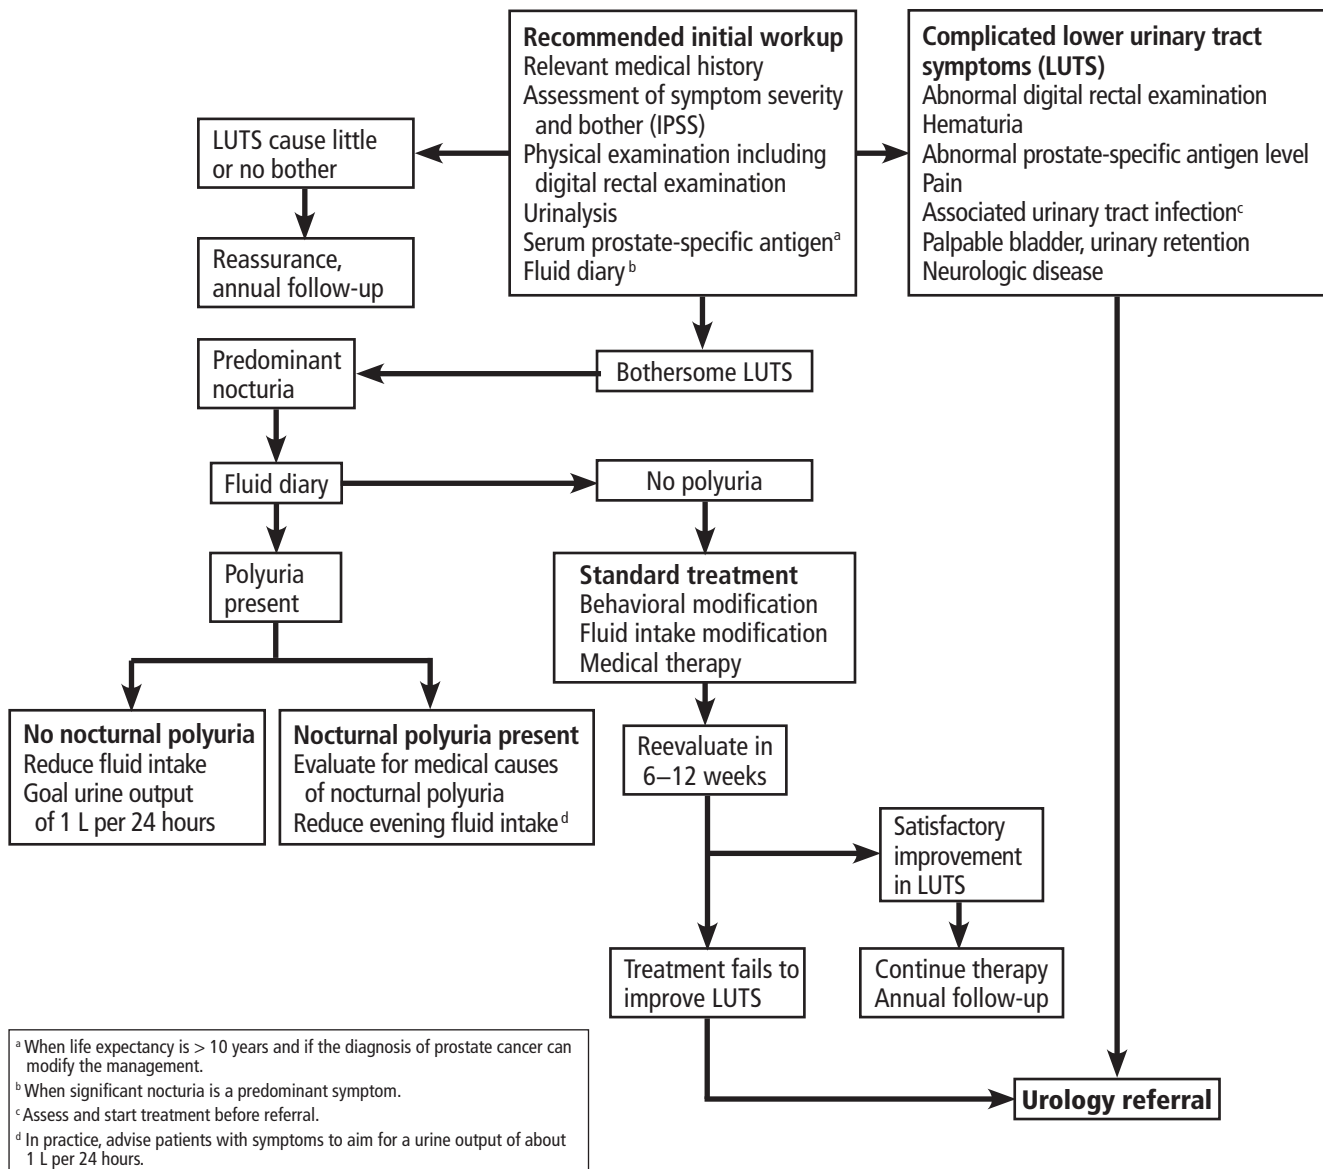 Recommended initial workup
Relevant medical history
Assessment of symptom severity
and bother (IPSS)
Physical examination including
digital rectal examination
Urinalysis
Serum prostate-specific antigenᵃ
Fluid diaryᵇ
Complicated lower urinary tract
symptoms (LUTS)
Abnormal digital rectal examination
Hematuria
Abnormal prostate-specific antigen level
Pain
Associated urinary tract infectionᶜ
Palpable bladder, urinary retention
Neurologic disease
LUTS cause little
or no bother
Reassurance,
annual follow-up
Predominant
nocturia
Bothersome LUTS
Fluid diary
No polyuria
Polyuria
present
Standard treatment
Behavioral modification
Fluid intake modification
Medical therapy
No nocturnal polyuria
Reduce fluid intake
Goal urine output
of 1 L per 24 hours
Nocturnal polyuria present
Evaluate for medical causes
of nocturnal polyuria
Reduce evening fluid intakeᵈ
Reevaluate in
6–12 weeks
Satisfactory
improvement
in LUTS
Treatment fails to
improve LUTS
Continue therapy
Annual follow-up
Urology referral
ᵃ When life expectancy is > 10 years and if the diagnosis of prostate cancer can
modify the management.
ᵇ When significant nocturia is a predominant symptom.
ᶜ Assess and start treatment before referral.
ᵈ In practice, advise patients with symptoms to aim for a urine output of about
1 L per 24 hours.